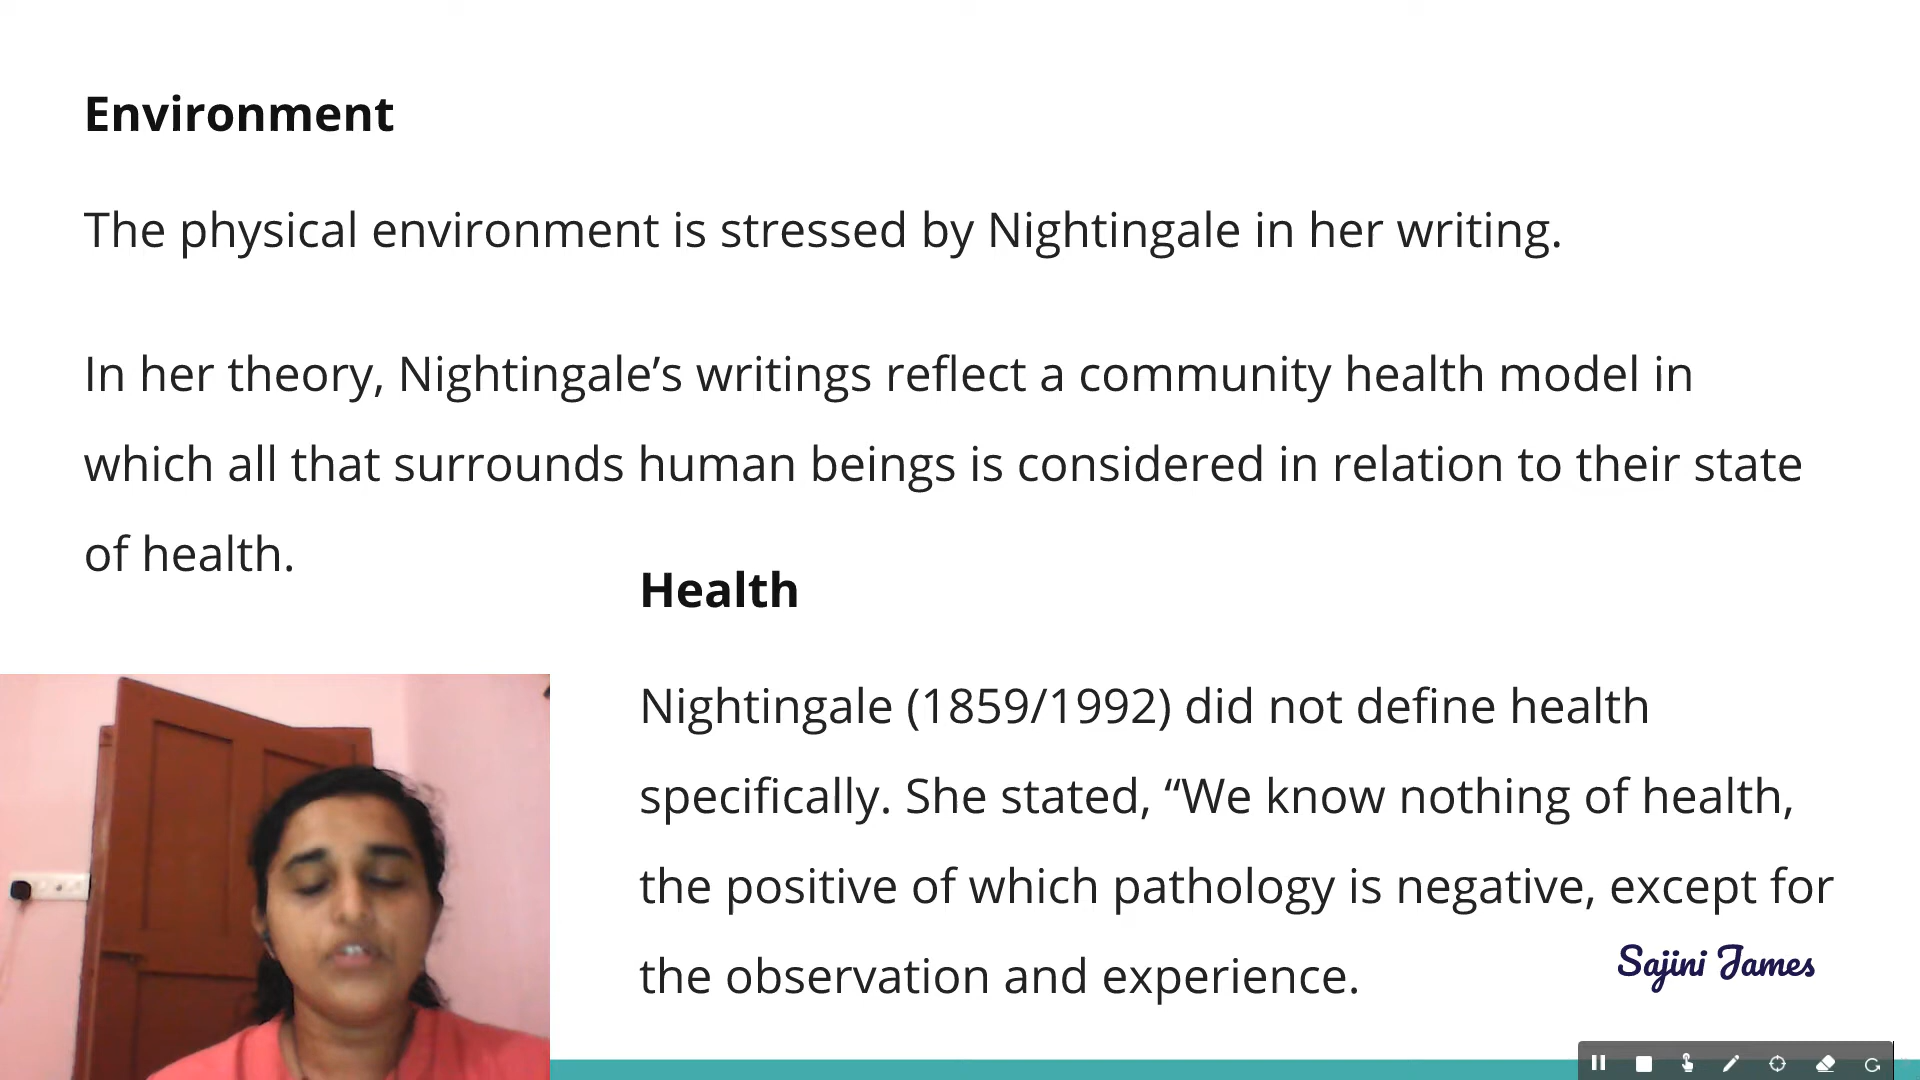 Environment
The physical environment is stressed by Nightingale in her writing.
In her theory, Nightingale’s writings reflect a community health model in
which all that surrounds human beings is considered in relation to their state
of health.
Health
Nightingale (1859/1992) did not define health
specifically. She stated, “We know nothing of health,
the positive of which pathology is negative, except for
the observation and experience.
Sajini James